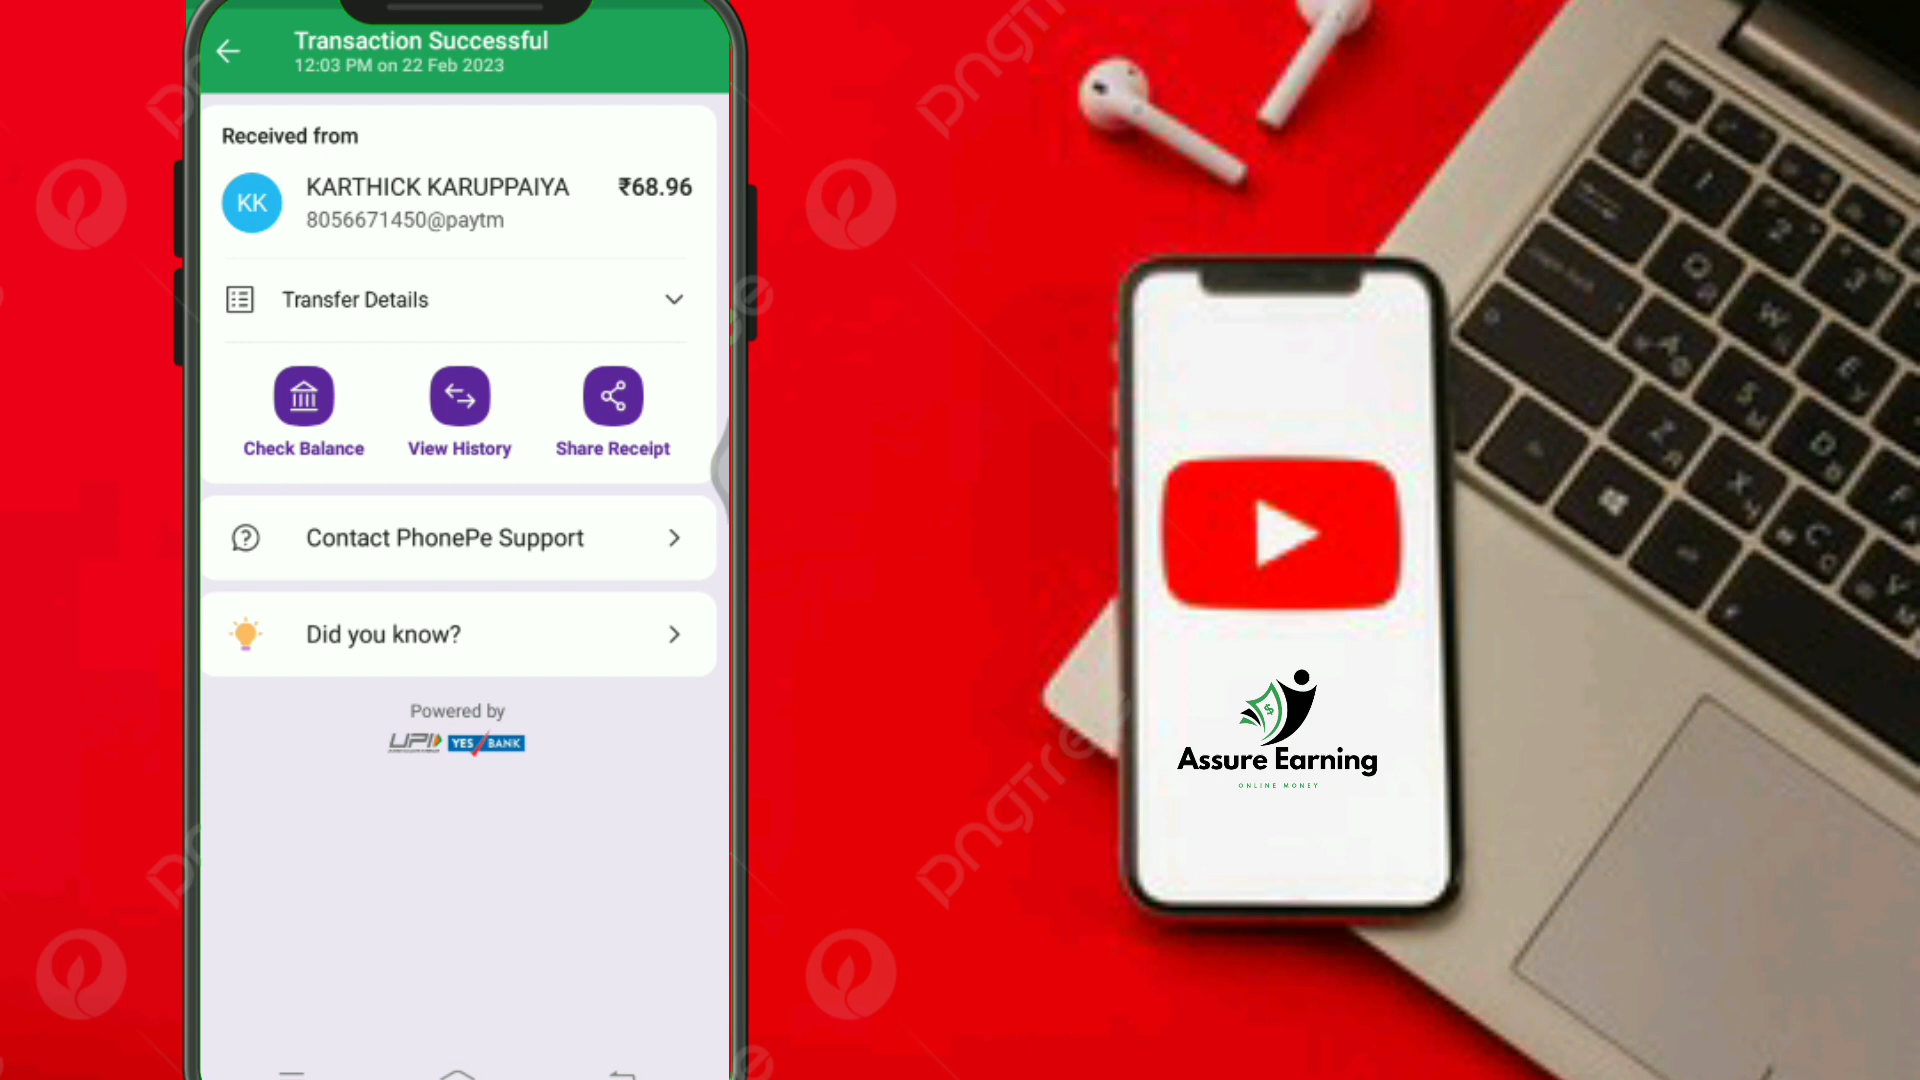 Transaction Successful
12:03 PM on 22 Feb 2023
Received from
KK
KARTHICK KARUPPAIYA
₹68.96
8056671450@paytm
Transfer Details
Check Balance
View History
Share Receipt
Contact PhonePe Support
Did you know?
Powered by
UPI
YES BANK
Assure Earning
ONLINE MONEY
pngtree